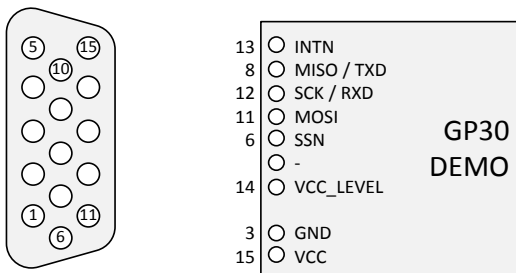 5 15
10
1 11
6
13 INTN
8 MISO / TXD
12 SCK / RXD
11 MOSI
6 SSN
-
14 VCC_LEVEL
3 GND
15 VCC
GP30
DEMO